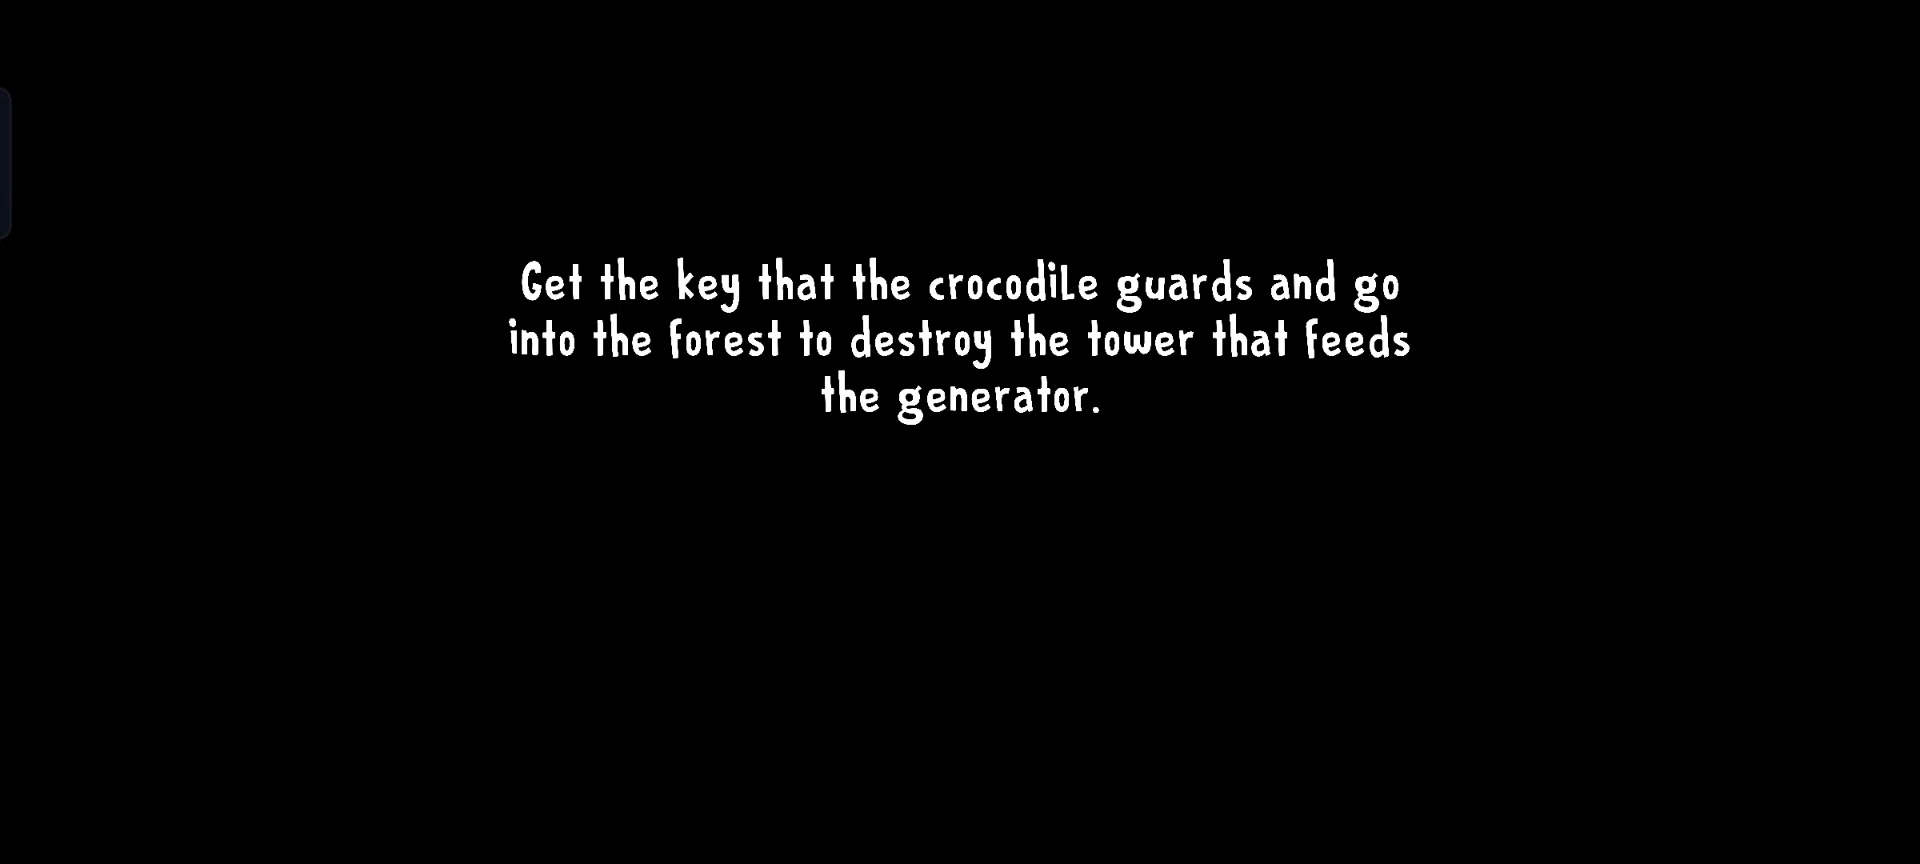 Get the key that the crocodile guards and go
into the forest to destroy the tower that feeds
the generator.